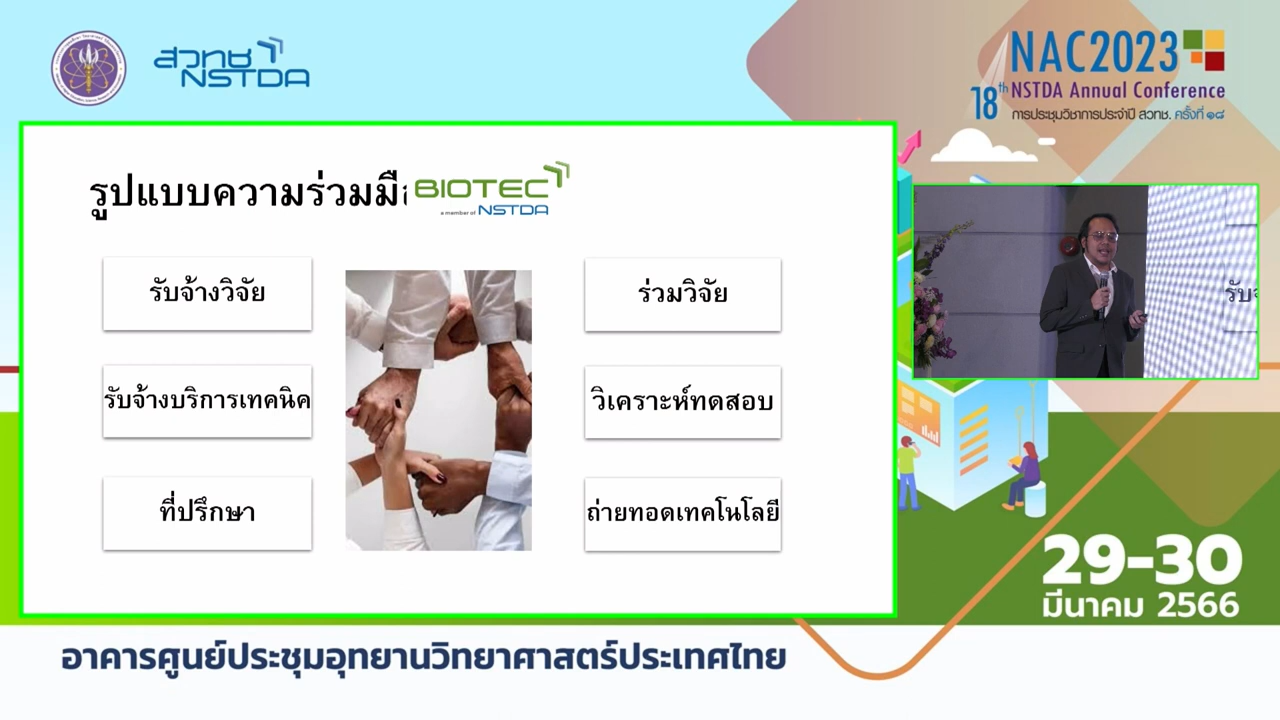 สวทช
NSTDA
NAC2023
18th NSTDA Annual Conference
การประชุมวิชาการประจำปี สวทช. ครั้งที่ ๑๘
รูปแบบความร่วมมือ
BIOTEC
a member of NSTDA
รับจ้างวิจัย
ร่วมวิจัย
รับจ้างบริการเทคนิค
วิเคราะห์ทดสอบ
ที่ปรึกษา
ถ่ายทอดเทคโนโลยี
รับจ
29-30
มีนาคม 2566
อาคารศูนย์ประชุมอุทยานวิทยาศาสตร์ประเทศไทย